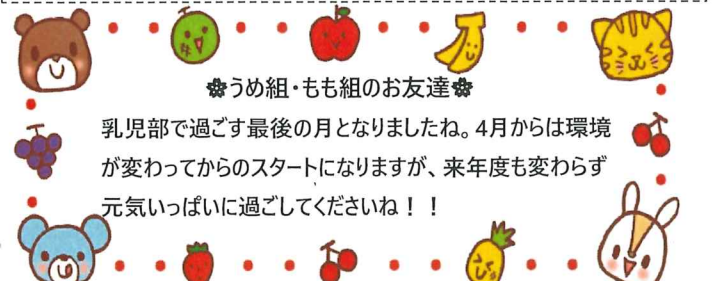 ✿うめ組・もも組のお友達✿
乳児部で過ごす最後の月となりましたね。4月からは環境
が変わってからのスタートになりますが、来年度も変わらず
元気いっぱいに過ごしてくださいね！！